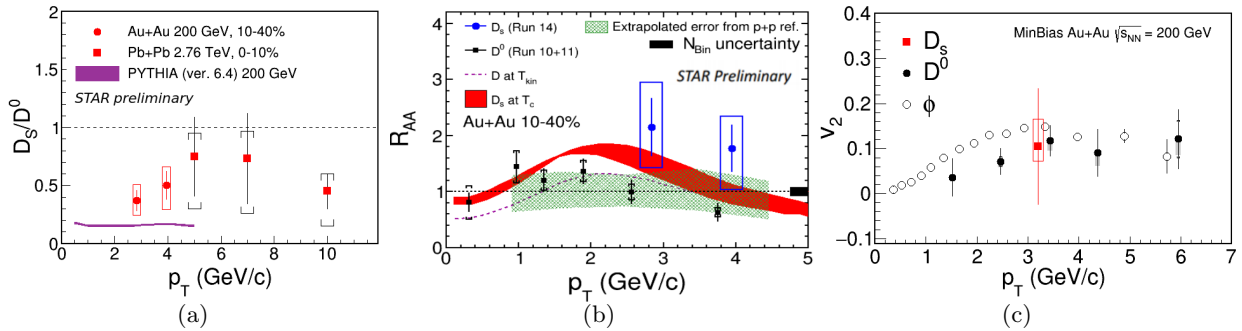 Au+Au 200 GeV, 10-40%
Pb+Pb 2.76 TeV, 0-10%
PYTHIA (ver. 6.4) 200 GeV
STAR preliminary
D_S/D^0
2
1.5
1
0.5
0
0 2 4 6 8 10
p_T (GeV/c)
(a)
D_s (Run 14)
D^0 (Run 10+11)
D at T_kin
D_s at T_c
Au+Au 10-40%
Extrapolated error from p+p ref.
N_Bin uncertainty
STAR Preliminary
R_AA
4
3
2
1
0
0 1 2 3 4 5
p_T (GeV/c)
(b)
MinBias Au+Au √s_NN = 200 GeV
D_s
D^0
ϕ
v_2
0.4
0.3
0.2
0.1
0
−0.1
0 1 2 3 4 5 6 7
p_T (GeV/c)
(c)